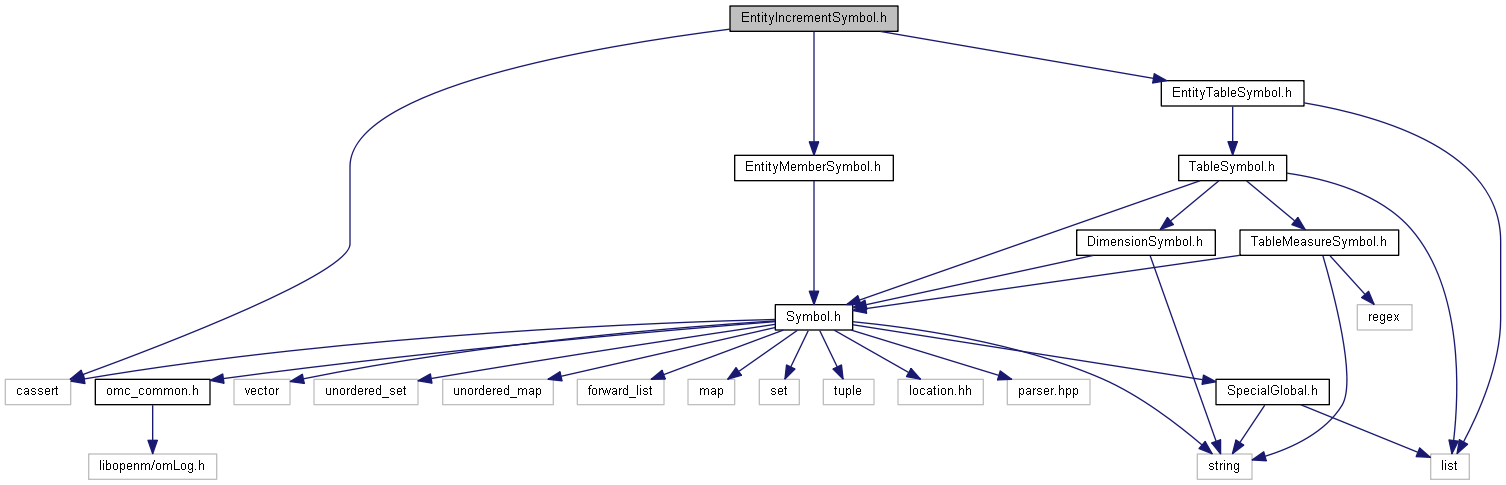 EntityIncrementSymbol.h
EntityTableSymbol.h
EntityMemberSymbol.h
TableSymbol.h
DimensionSymbol.h
TableMeasureSymbol.h
Symbol.h
regex
cassert
omc_common.h
vector
unordered_set
unordered_map
forward_list
map
set
tuple
location.hh
parser.hpp
SpecialGlobal.h
libopenm/omLog.h
string
list